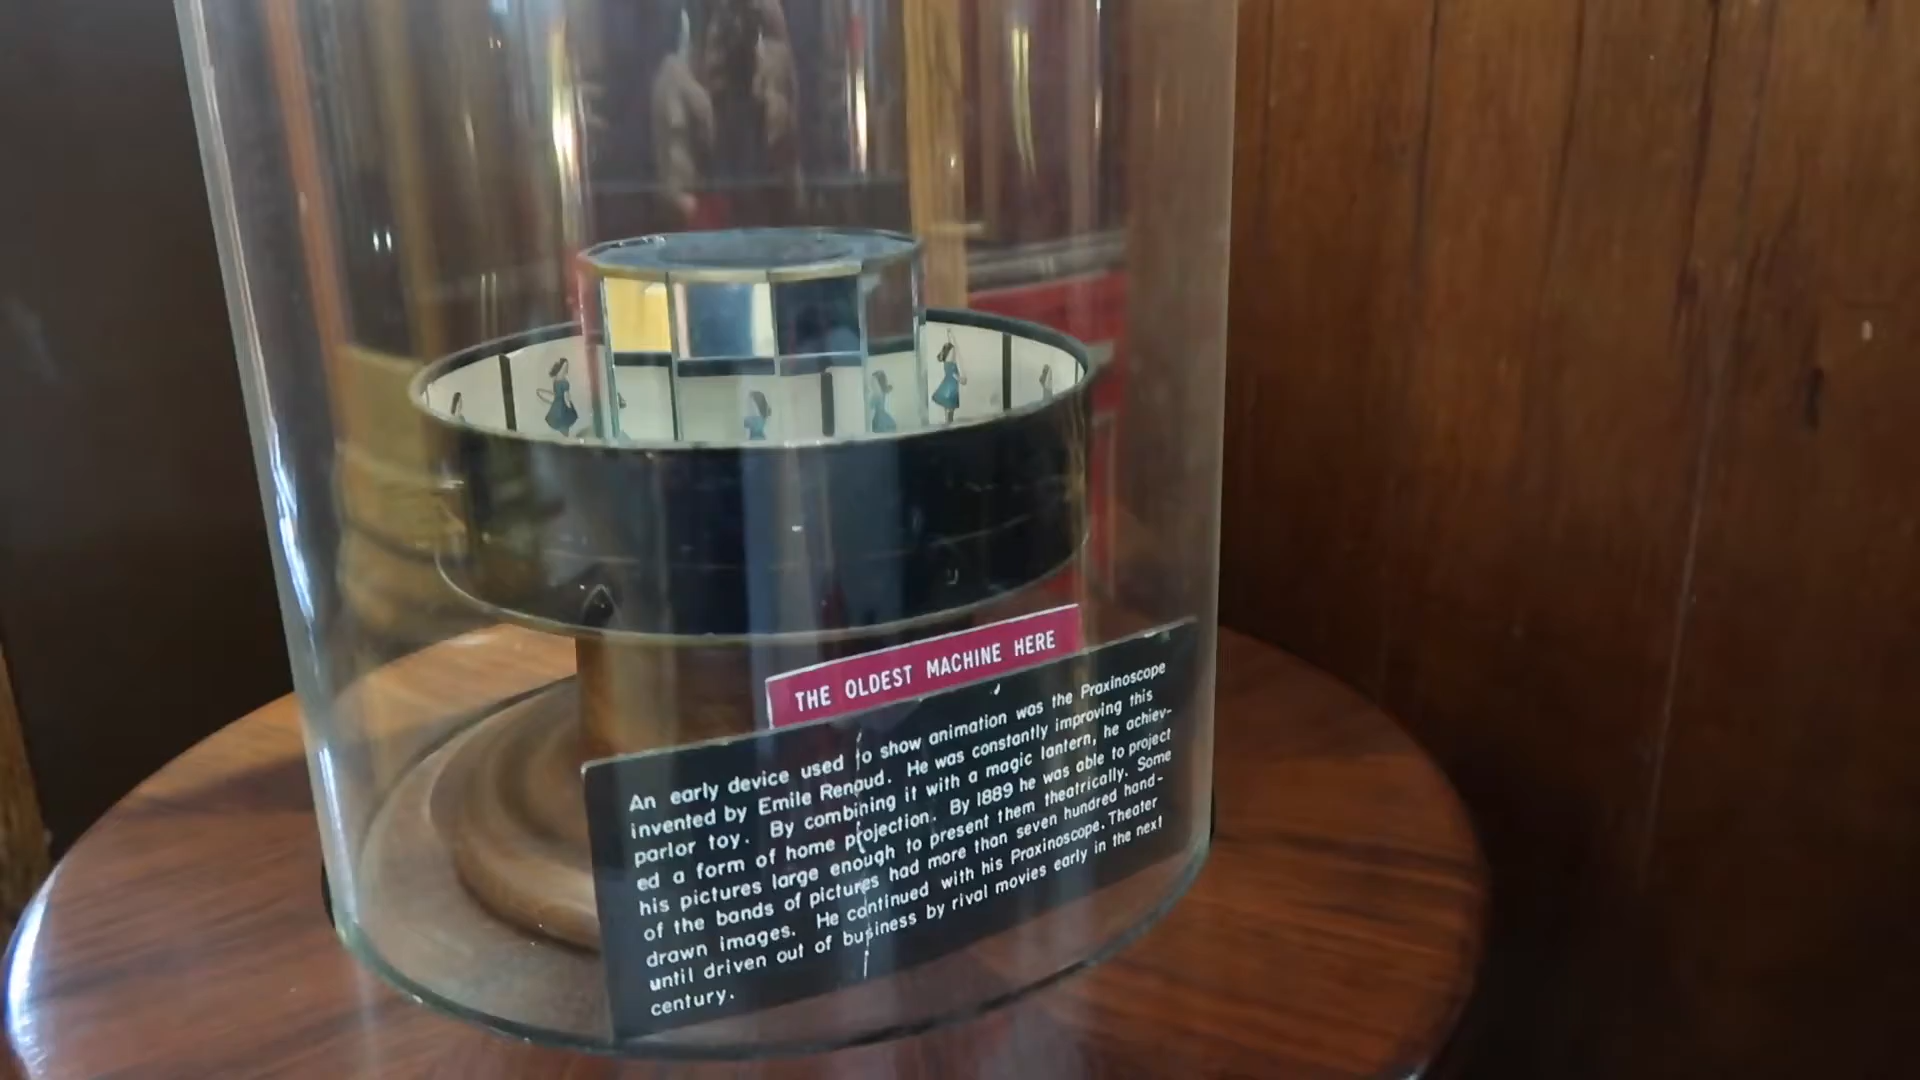 THE OLDEST MACHINE HERE
An early device used to show animation was the Praxinoscope
invented by Emile Renaud. He was constantly improving this
parlor toy. By combining it with a magic lantern, he achiev-
ed a form of home projection. By 1889 he was able to project
his pictures large enough to present them theatrically. Some
of the bands of pictures had more than seven hundred hand-
drawn images. He continued with his Praxinoscope. Theater
until driven out of business by rival movies early in the next
century.